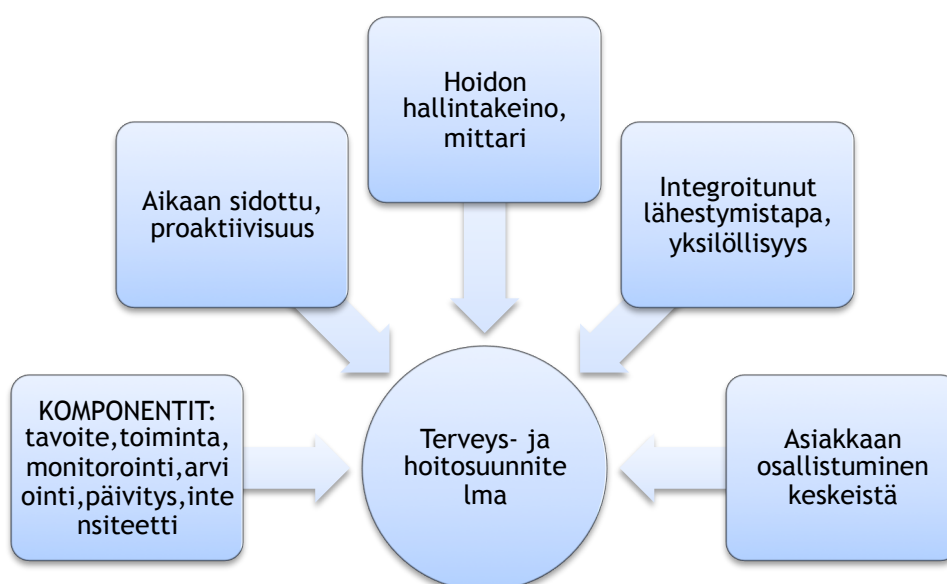 Hoidon
hallintakeino,
mittari
Aikaan sidottu,
proaktiivisuus
Integroitunut
lähestymistapa,
yksilöllisyys
KOMPONENTIT:
tavoite,toiminta,
monitorointi,arvi
ointi,päivitys,inte
nsiteetti
Terveys- ja
hoitosuunnite
lma
Asiakkaan
osallistuminen
keskeistä